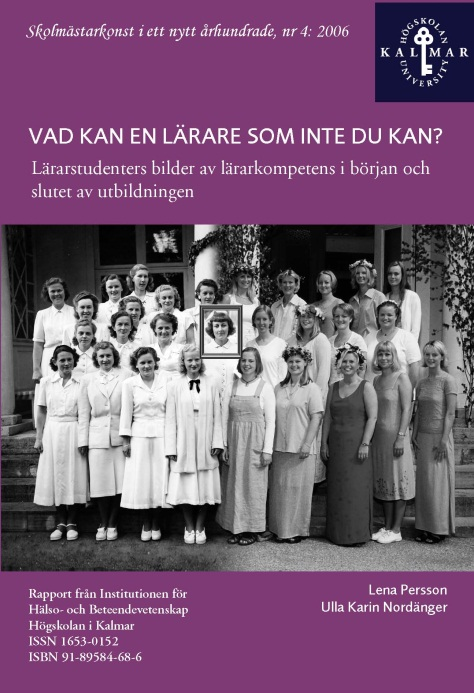 Skolmästarkonst i ett nytt århundrade, nr 4: 2006
HÖGSKOLAN
KALMAR
UNIVERSITY
VAD KAN EN LÄRARE SOM INTE DU KAN?
Lärarstudenters bilder av lärarkompetens i början och
slutet av utbildningen
Rapport från Institutionen för
Hälso- och Beteendevetenskap
Högskolan i Kalmar
ISSN 1653-0152
ISBN 91-89584-68-6
Lena Persson
Ulla Karin Nordänger